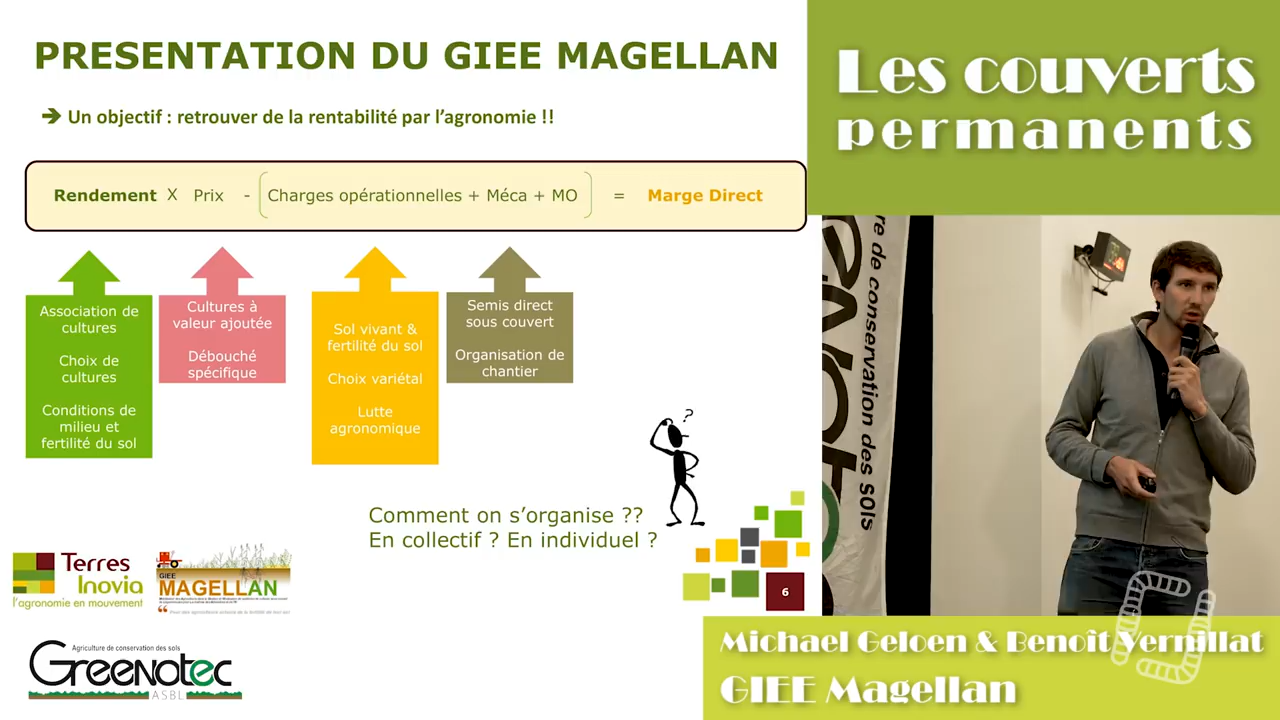 PRESENTATION DU GIEE MAGELLAN
➔ Un objectif : retrouver de la rentabilité par l'agronomie !!
Rendement X Prix - (Charges opérationnelles + Méca + MO) = Marge Direct
Association de
cultures
Choix de
cultures
Conditions de
milieu et
fertilité du sol
Cultures à
valeur ajoutée
Débouché
spécifique
Sol vivant &
fertilité du sol
Choix variétal
Lutte
agronomique
Semis direct
sous couvert
Organisation de
chantier
?
Comment on s'organise ??
En collectif ? En individuel ?
6
Terres
Inovia
l'agronomie en mouvement
GIEE
MAGELLAN
Agriculture de conservation des sols
Greenotec
ASBL
Les couverts
permanents
re de conservation des sols
Michael Geloen & Benoît Vernillat
GIEE Magellan